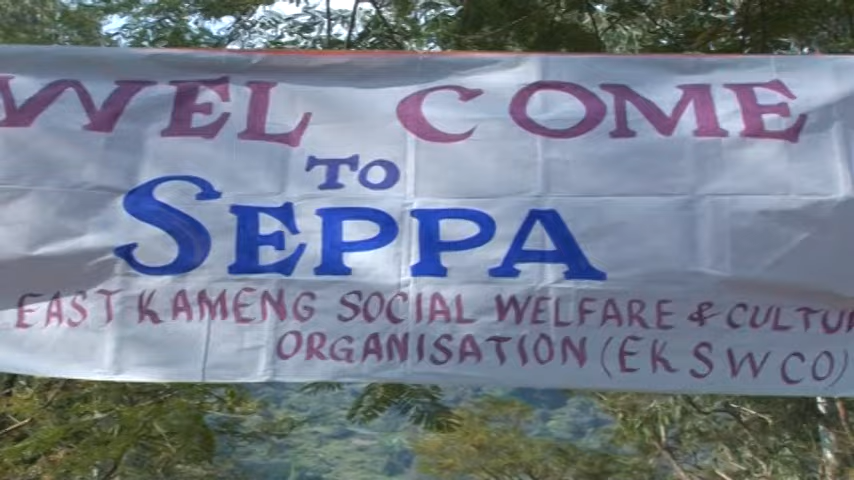 WEL COME
TO
SEPPA
EAST KAMENG SOCIAL WELFARE & CULTU
ORGANISATION (EKSWCO)